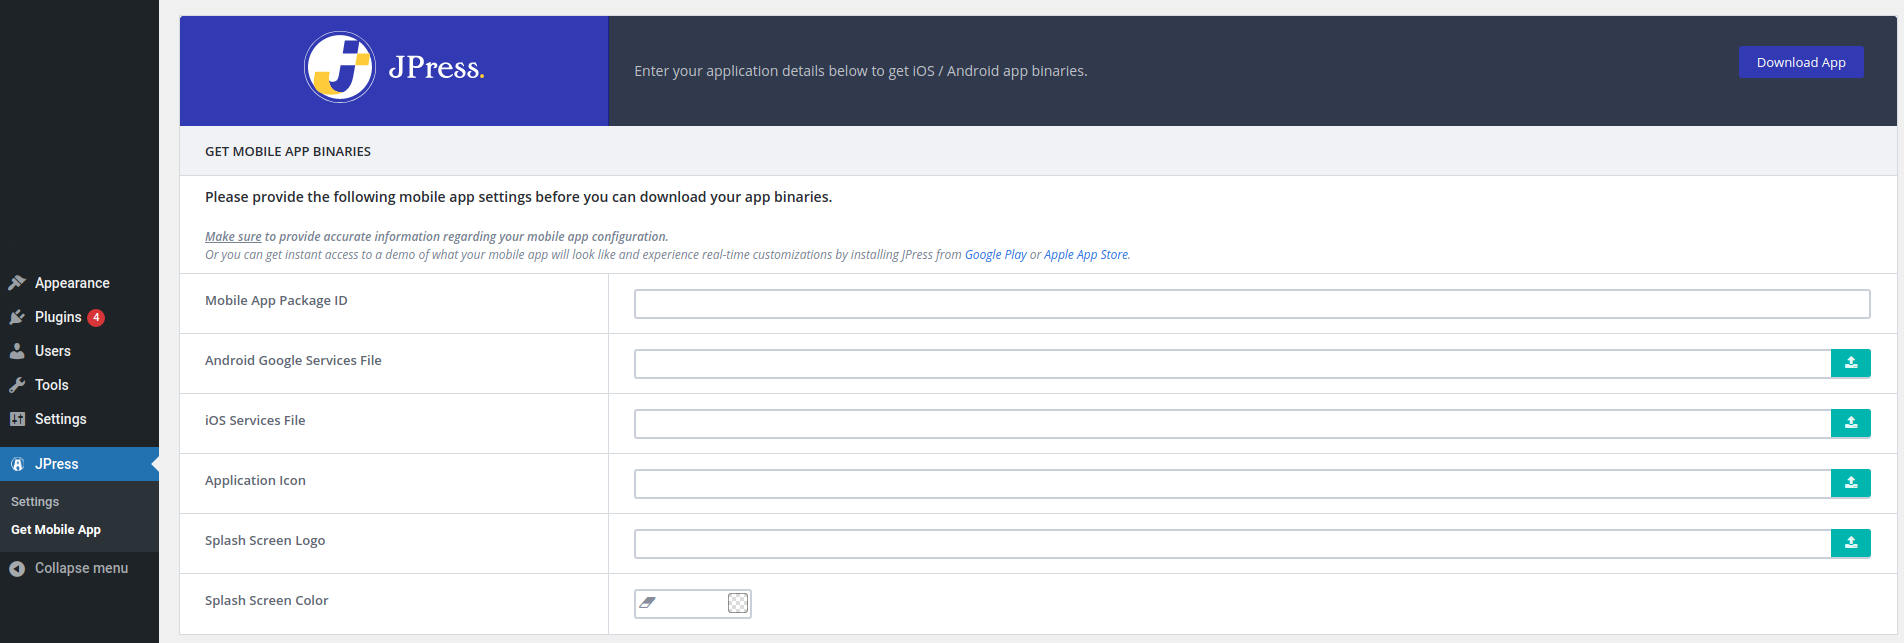 Appearance
Plugins 4
Users
Tools
Settings
JPress
Settings
Get Mobile App
Collapse menu
JPress.
Enter your application details below to get iOS / Android app binaries.
Download App
GET MOBILE APP BINARIES
Please provide the following mobile app settings before you can download your app binaries.
Make sure to provide accurate information regarding your mobile app configuration.
Or you can get instant access to a demo of what your mobile app will look like and experience real-time customizations by installing JPress from Google Play or Apple App Store.
Mobile App Package ID
Android Google Services File
iOS Services File
Application Icon
Splash Screen Logo
Splash Screen Color